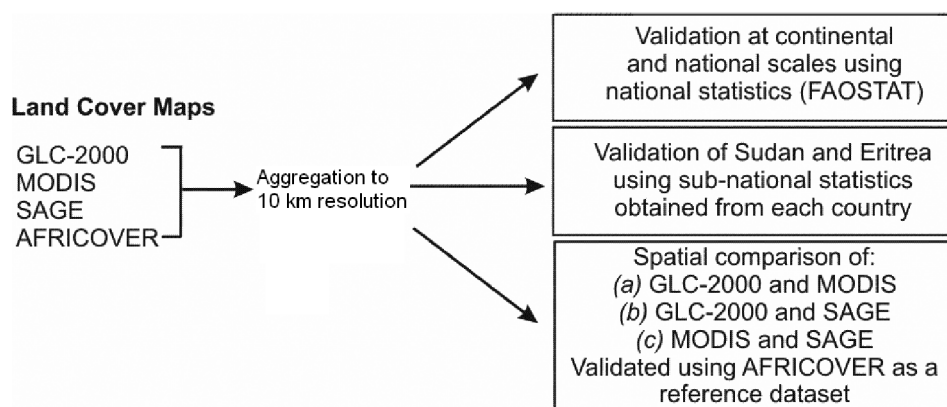 Land Cover Maps
GLC-2000
MODIS
SAGE
AFRICOVER
Aggregation to
10 km resolution
Validation at continental
and national scales using
national statistics (FAOSTAT)
Validation of Sudan and Eritrea
using sub-national statistics
obtained from each country
Spatial comparison of:
(a) GLC-2000 and MODIS
(b) GLC-2000 and SAGE
(c) MODIS and SAGE
Validated using AFRICOVER as a
reference dataset